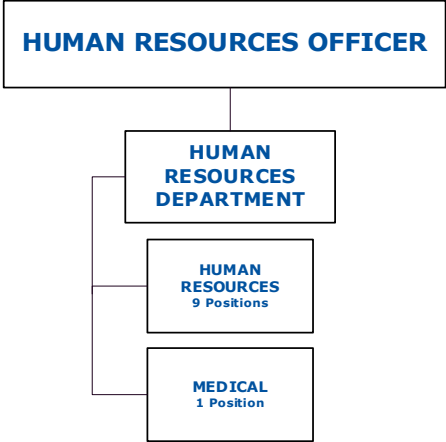 HUMAN RESOURCES OFFICER
HUMAN
RESOURCES
DEPARTMENT
HUMAN
RESOURCES
9 Positions
MEDICAL
1 Position